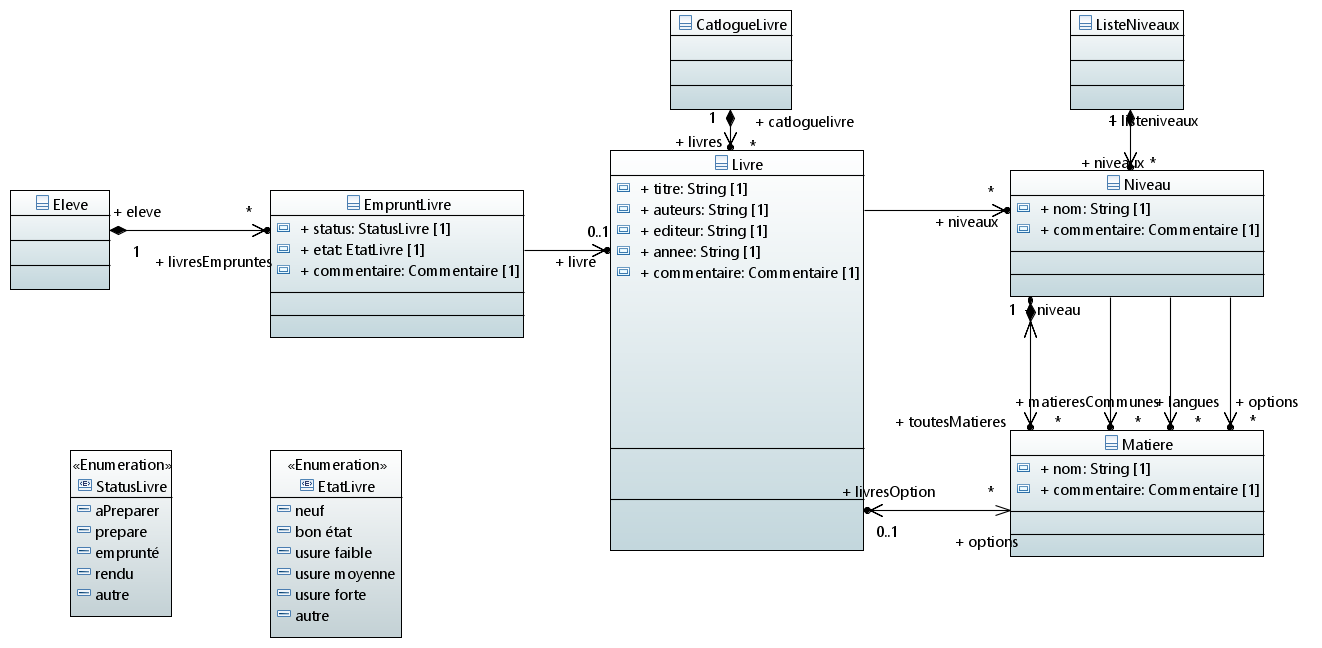 CatlogueLivre
ListeNiveaux
1
+ catloguelivre
+ livres
*
1
+ listeniveaux
+ niveaux
*
Eleve
+ eleve
*
1
+ livresEmpruntes
EmpruntLivre
+ status: StatusLivre [1]
+ etat: EtatLivre [1]
+ commentaire: Commentaire [1]
0..1
+ livre
Livre
+ titre: String [1]
+ auteurs: String [1]
+ editeur: String [1]
+ annee: String [1]
+ commentaire: Commentaire [1]
*
+ niveaux
Niveau
+ nom: String [1]
+ commentaire: Commentaire [1]
1
niveau
+ matieresCommunes
+ langues
+ options
+ toutesMatieres
*
*
*
*
Matiere
+ nom: String [1]
+ commentaire: Commentaire [1]
+ livresOption
*
0..1
+ options
«Enumeration»
StatusLivre
aPreparer
prepare
emprunté
rendu
autre
«Enumeration»
EtatLivre
neuf
bon état
usure faible
usure moyenne
usure forte
autre